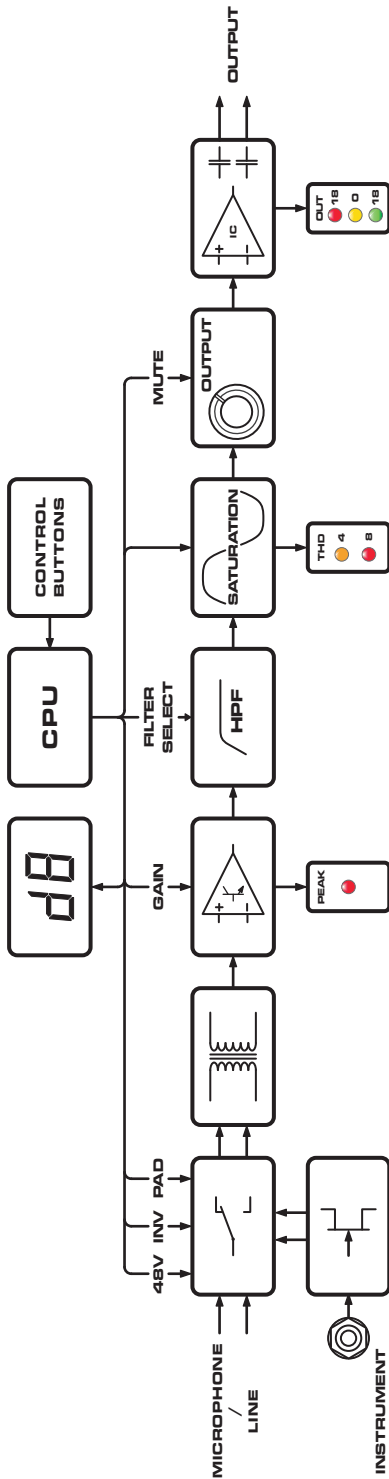 dB
CPU
CONTROL
BUTTONS
48V
INV
PAD
GAIN
FILTER
SELECT
MUTE
MICROPHONE
/
LINE
+
−
HPF
SATURATION
OUTPUT
+
−
IC
OUTPUT
INSTRUMENT
PEAK
THD
4
8
OUT
18
0
18